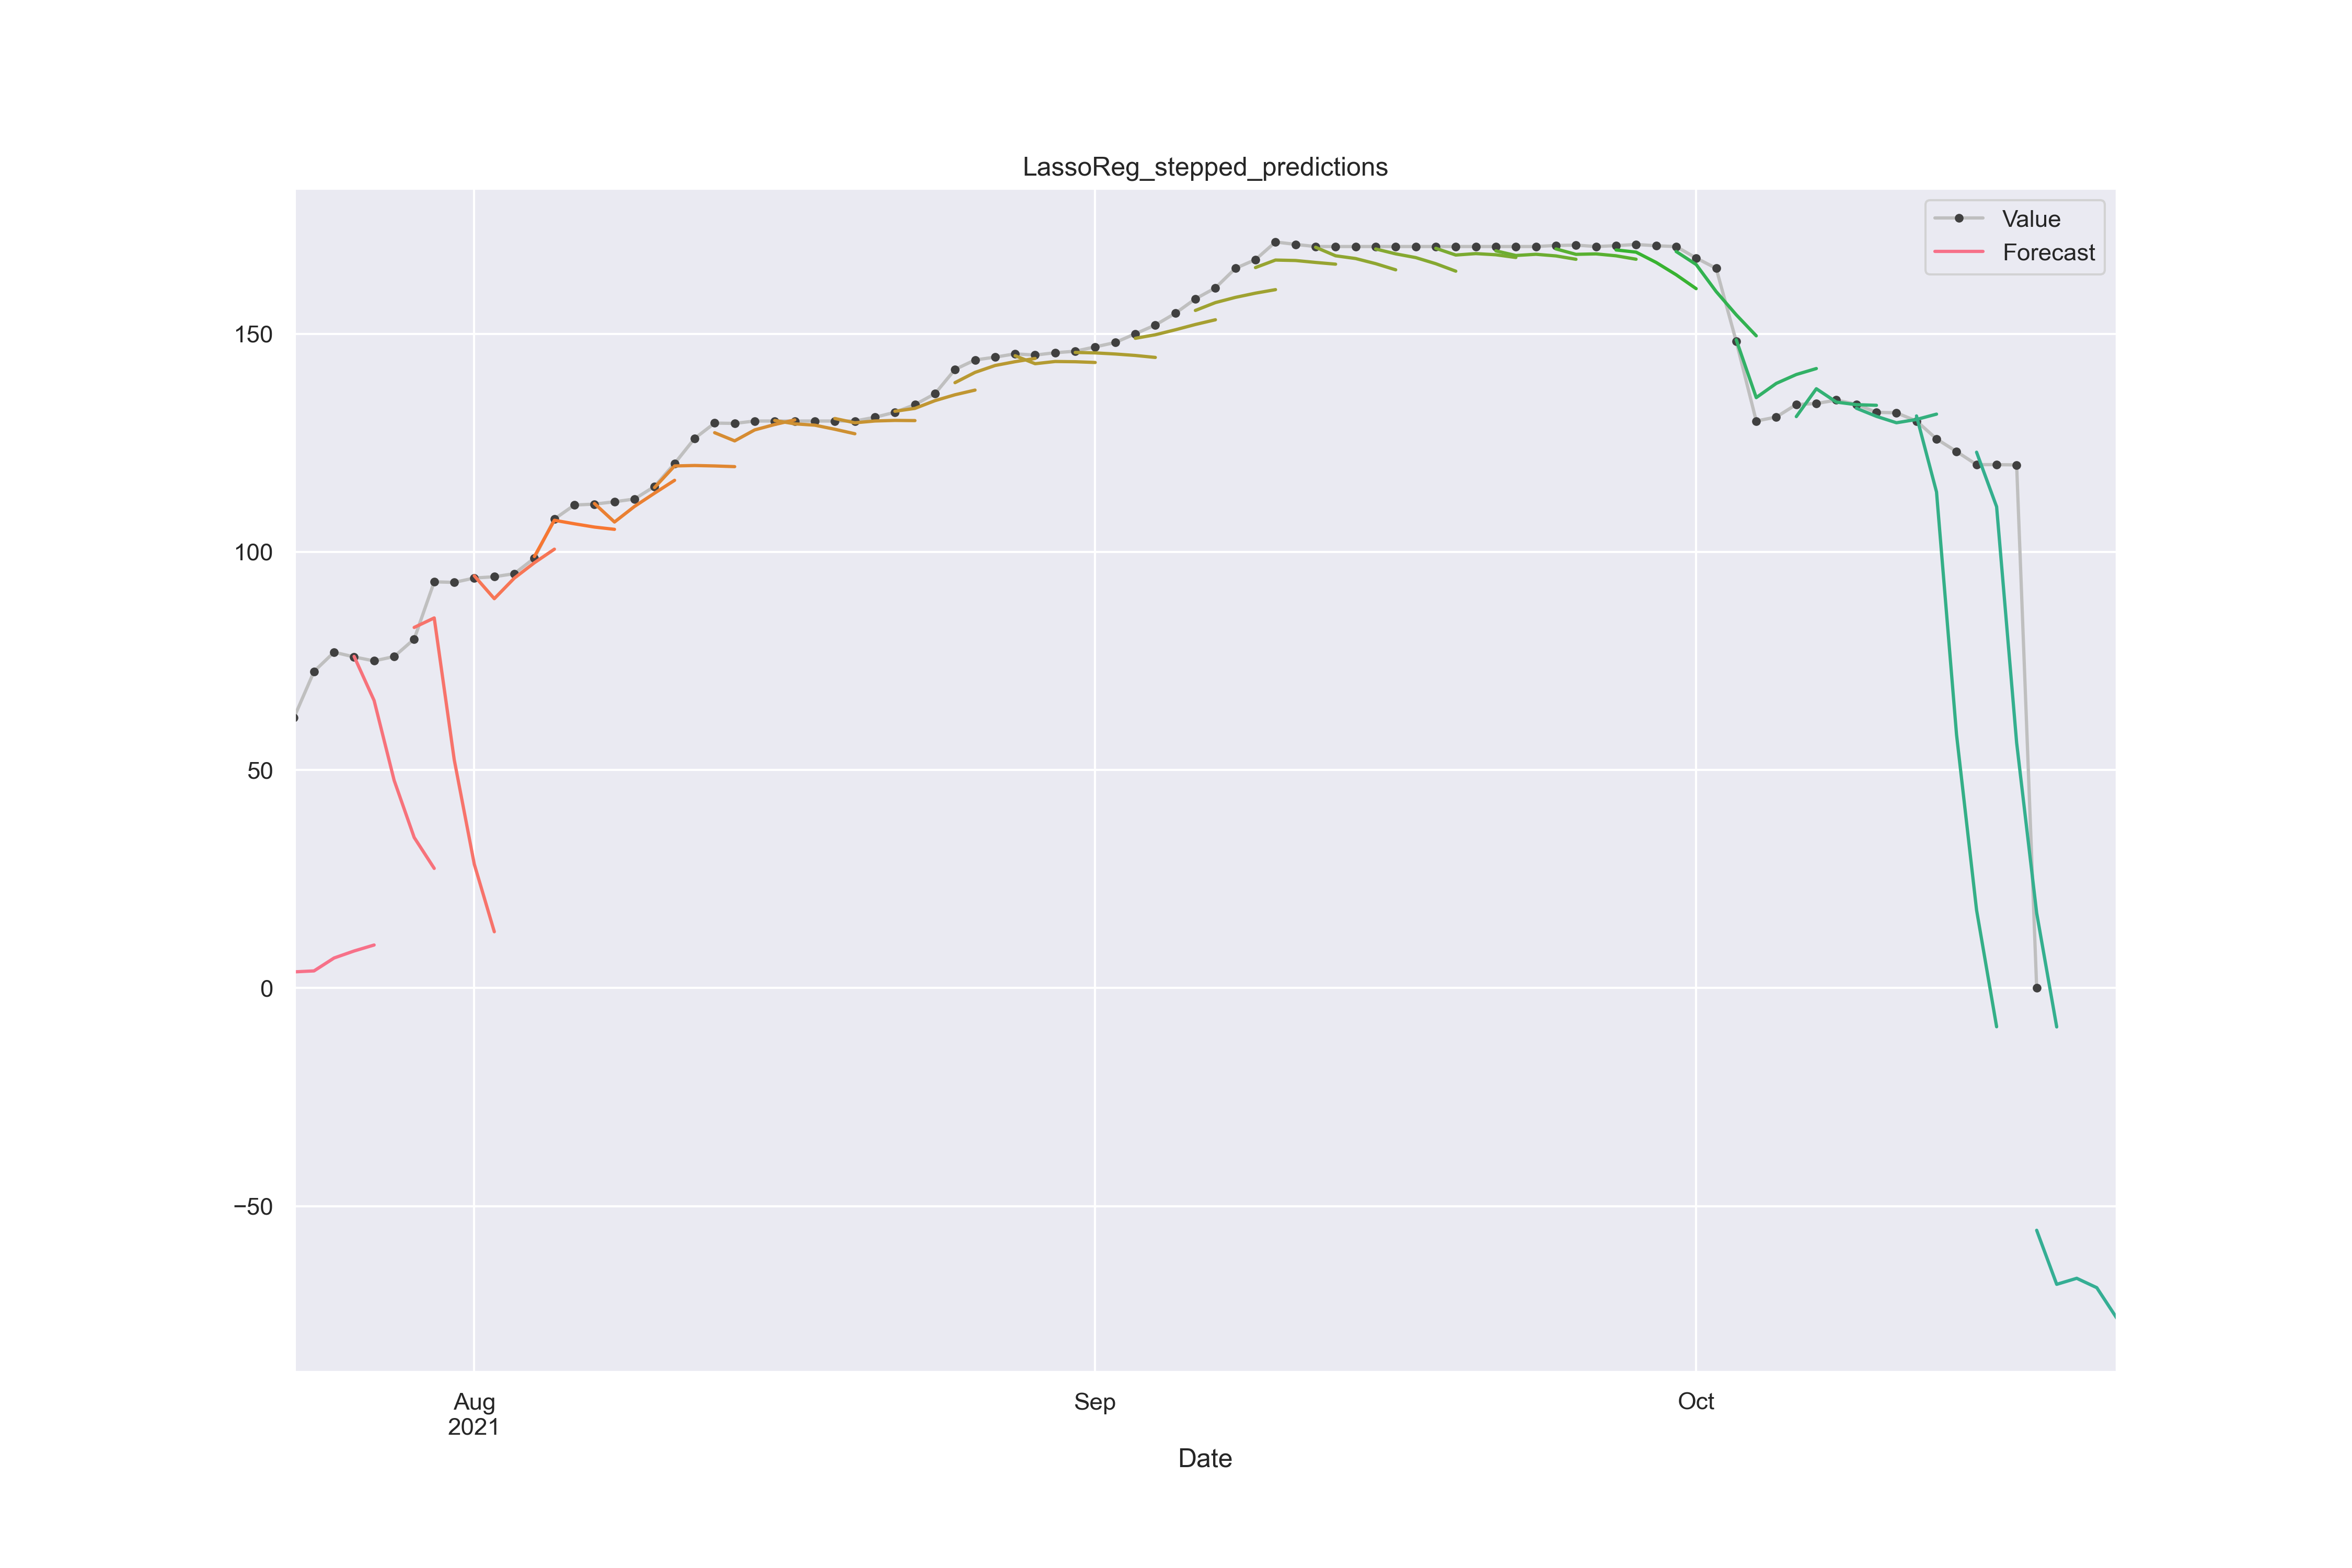 LassoReg_stepped_predictions
Value
Forecast
150
100
50
0
−50
Aug
2021
Sep
Oct
Date